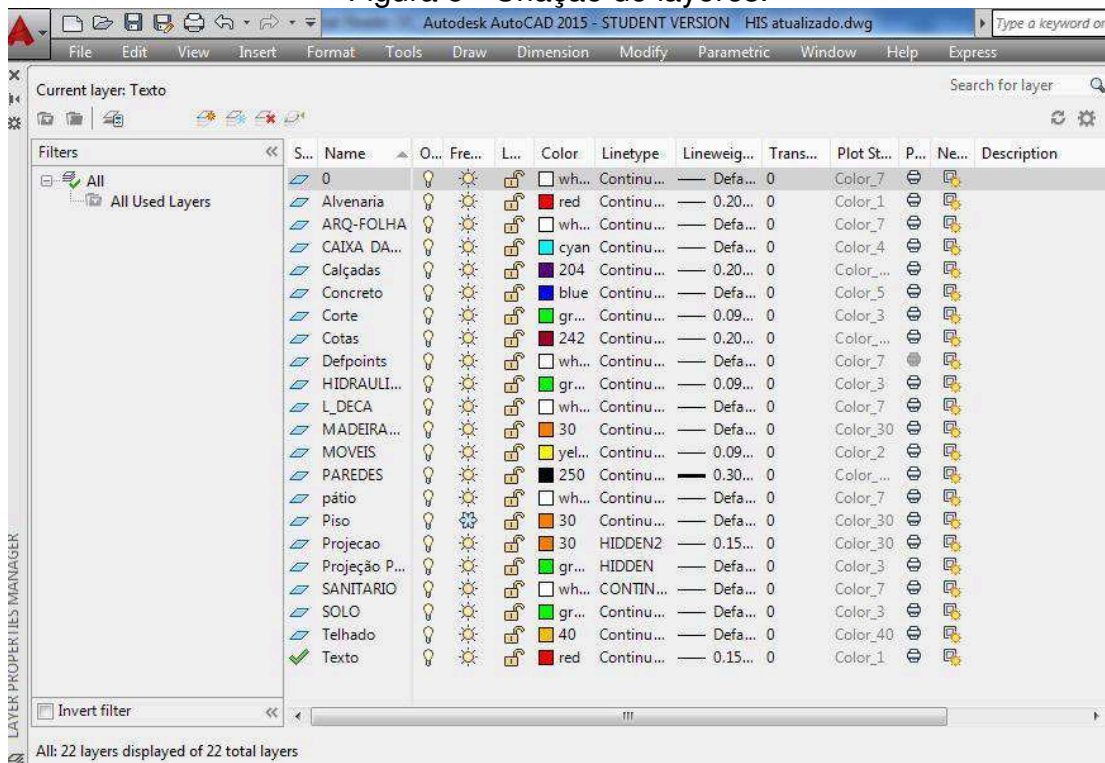 Figura 5 - Criação de layers.
Autodesk AutoCAD 2015 - STUDENT VERSION HIS atualizado.dwg Type a keyword or
File Edit View Insert Format Tools Draw Dimension Modify Parametric Window Help Express
Current layer: Texto Search for layer
Filters S... Name O... Fre... L... Color Linetype Lineweig... Trans... Plot St... P... Ne... Description
All
All Used Layers
0 wh... Continu... Defa... 0 Color_7
Alvenaria red Continu... 0.20... 0 Color_1
ARQ-FOLHA wh... Continu... Defa... 0 Color_7
CAIXA DA... cyan Continu... Defa... 0 Color_4
Calçadas 204 Continu... 0.20... 0 Color_...
Concreto blue Continu... Defa... 0 Color_5
Corte gr... Continu... 0.09... 0 Color_3
Cotas 242 Continu... 0.20... 0 Color_...
Defpoints wh... Continu... Defa... 0 Color_7
HIDRAULI... gr... Continu... 0.09... 0 Color_3
L_DECA wh... Continu... Defa... 0 Color_7
MADEIRA... 30 Continu... Defa... 0 Color_30
MOVEIS yel... Continu... 0.09... 0 Color_2
PAREDES 250 Continu... 0.30... 0 Color_...
pátio wh... Continu... Defa... 0 Color_7
Piso 30 Continu... Defa... 0 Color_30
Projecao 30 HIDDEN2 0.15... 0 Color_30
Projeção P... gr... HIDDEN Defa... 0 Color_3
SANITARIO wh... CONTIN... Defa... 0 Color_7
SOLO gr... Continu... Defa... 0 Color_3
Telhado 40 Continu... Defa... 0 Color_40
Texto red Continu... 0.15... 0 Color_1
Invert filter
All: 22 layers displayed of 22 total layers
LAYER PROPERTIES MANAGER